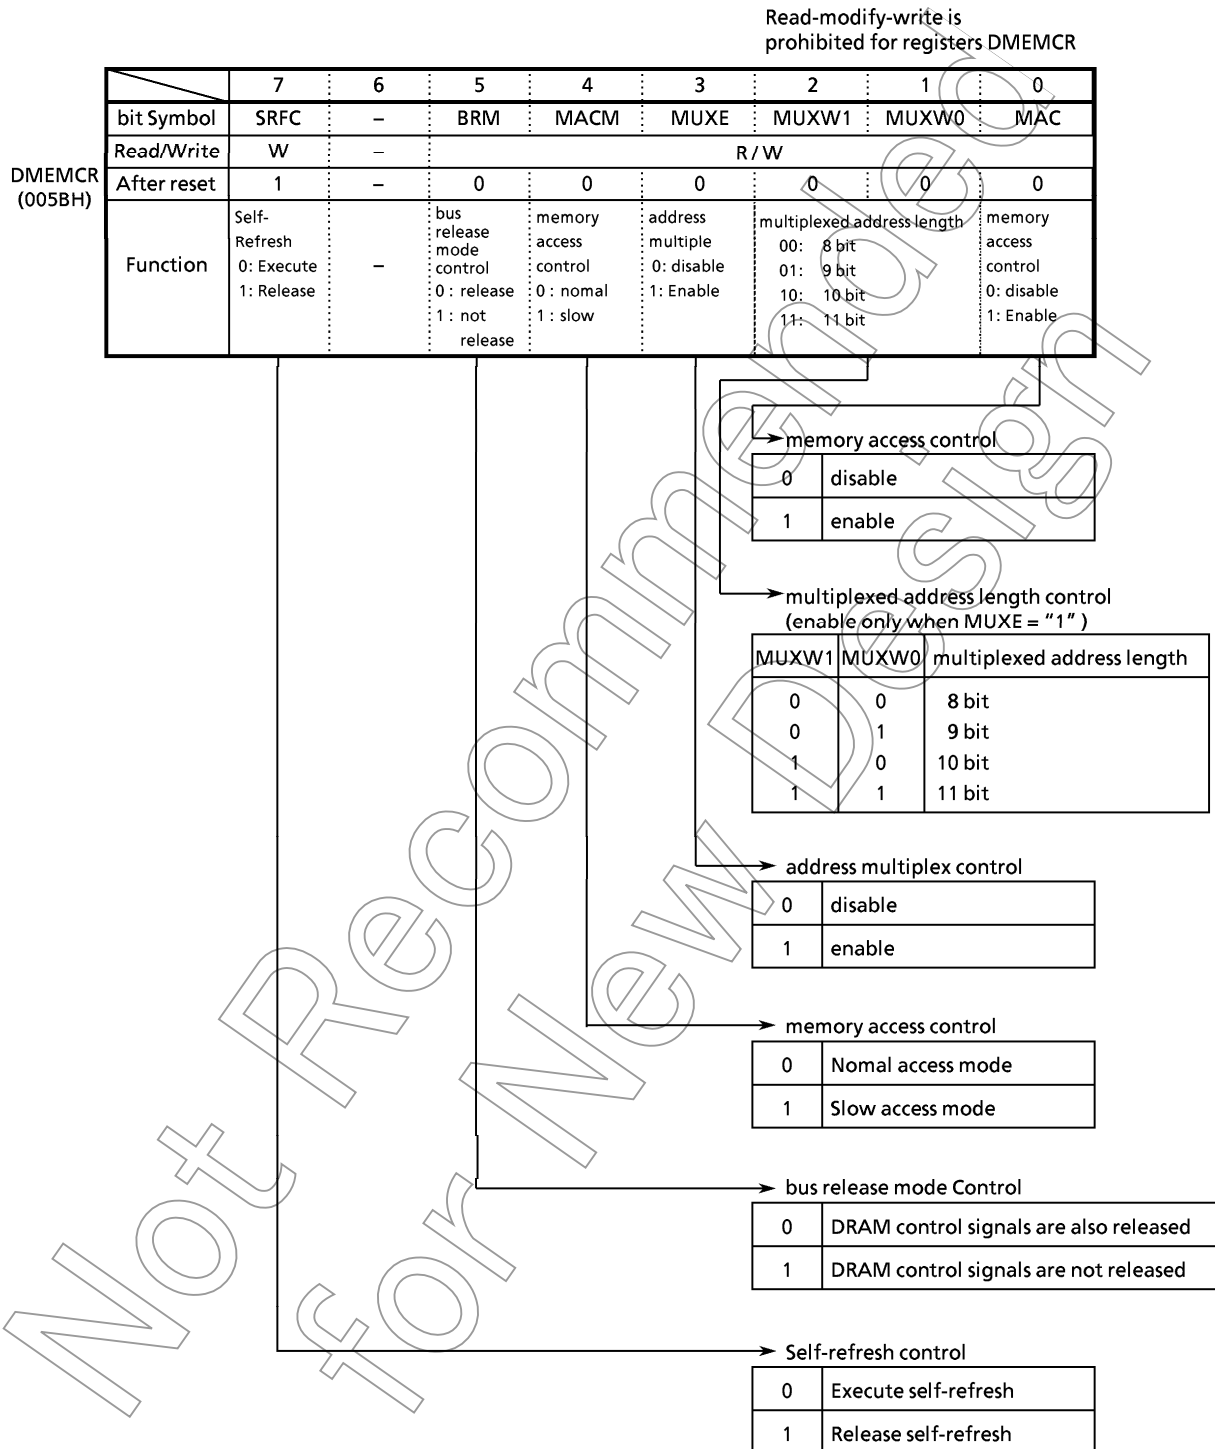 Read-modify-write is
prohibited for registers DMEMCR
7 6 5 4 3 2 1 0
bit Symbol SRFC – BRM MACM MUXE MUXW1 MUXW0 MAC
Read/Write W – R / W
DMEMCR
(005BH)
After reset 1 – 0 0 0 0 0 0
Function
Self-
Refresh
0: Execute
1: Release
–
bus
release
mode
control
0 : release
1 : not
release
memory
access
control
0 : nomal
1 : slow
address
multiple
0: disable
1: Enable
multiplexed address length
00: 8 bit
01: 9 bit
10: 10 bit
11: 11 bit
memory
access
control
0: disable
1: Enable
memory access control
0 disable
1 enable
multiplexed address length control
(enable only when MUXE = "1" )
MUXW1 MUXW0 multiplexed address length
0 0 8 bit
0 1 9 bit
1 0 10 bit
1 1 11 bit
address multiplex control
0 disable
1 enable
memory access control
0 Nomal access mode
1 Slow access mode
bus release mode Control
0 DRAM control signals are also released
1 DRAM control signals are not released
Self-refresh control
0 Execute self-refresh
1 Release self-refresh
Not Recommended
for New Design